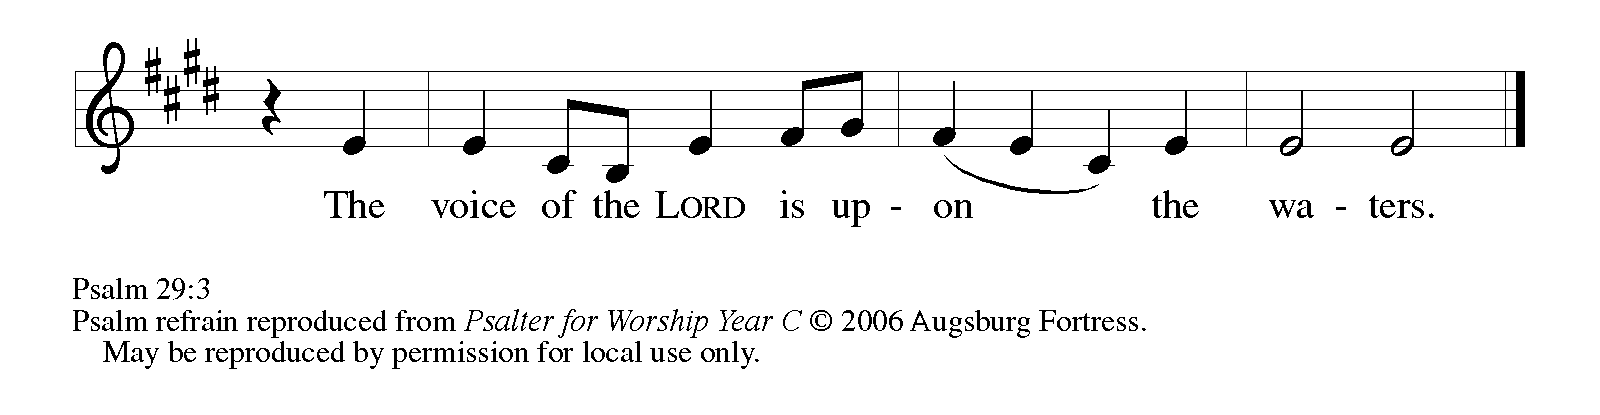 The voice of the LORD is up - on the wa - ters.
Psalm 29:3
Psalm refrain reproduced from Psalter for Worship Year C © 2006 Augsburg Fortress.
May be reproduced by permission for local use only.